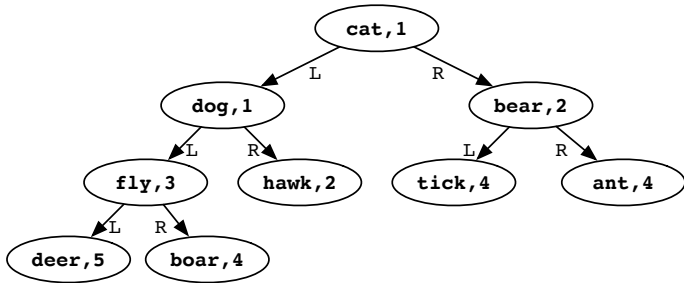 cat,1
L R
dog,1 bear,2
L R L R
fly,3 hawk,2 tick,4 ant,4
L R
deer,5 boar,4